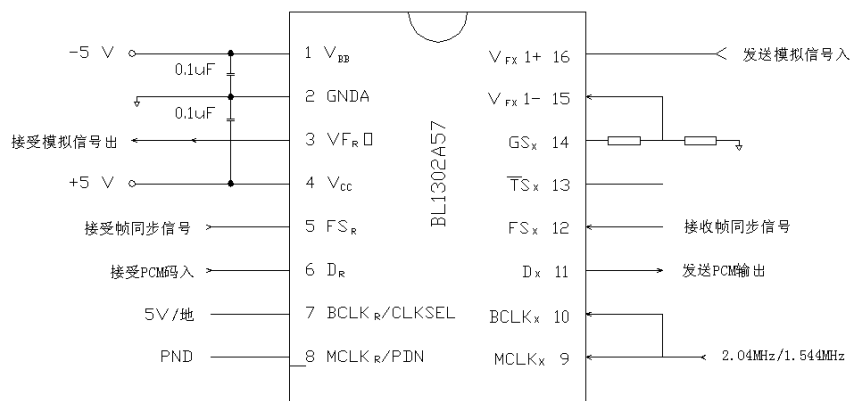 -5 V
1 VBB
VFX 1+ 16
发送模拟信号入
0.1uF
2 GNDA
VFX 1- 15
0.1uF
接受模拟信号出
3 VFR O
GSX 14
+5 V
4 VCC
T̅SX 13
接受帧同步信号
5 FSR
FSX 12
接收帧同步信号
接受PCM码入
6 DR
DX 11
发送PCM输出
5V/地
7 BCLKR/CLKSEL
BCLKX 10
PND
8 MCLKR/PDN
MCLKX 9
2.04MHz/1.544MHz
BL1302A57